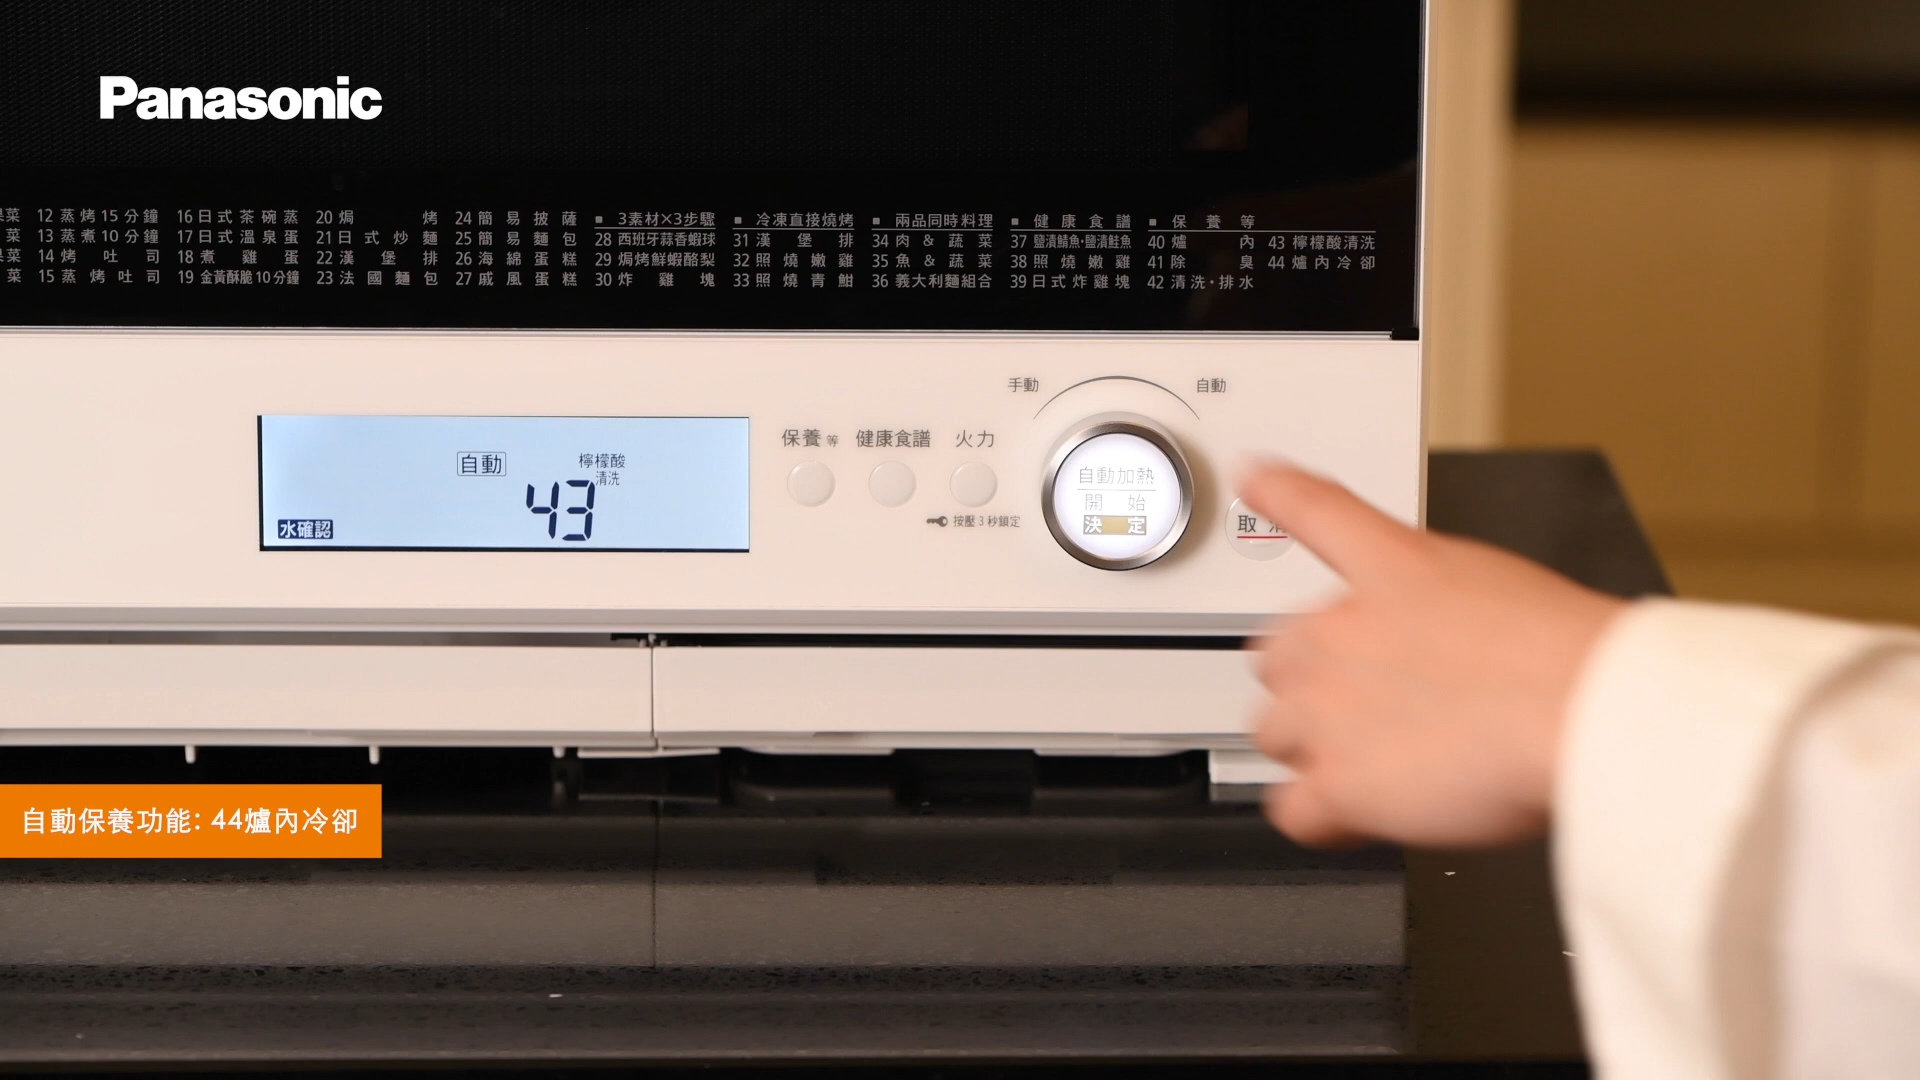 Panasonic
菜 12 蒸烤15分鐘 16 日式茶碗蒸 20 焗烤 24 簡易披薩 ■ 3素材×3步驟 ■ 冷凍直接燒烤 ■ 兩品同時料理 ■ 健康食譜 ■ 保養等
菜 13 蒸煮10分鐘 17 日式溫泉蛋 21 日式炒麵 25 簡易麵包 28 西班牙蒜香蝦球 31 漢堡排 34 肉&蔬菜 37 鹽漬鯖魚·鹽漬鮭魚 40 爐內 43 檸檬酸清洗
菜 14 烤吐司 18 煮雞蛋 22 漢堡排 26 海綿蛋糕 29 焗烤鮮蝦酪梨 32 照燒嫩雞 35 魚&蔬菜 38 照燒嫩雞 41 除臭 44 爐內冷卻
菜 15 蒸烤吐司 19 金黃酥脆10分鐘 23 法國麵包 27 戚風蛋糕 30 炸雞塊 33 照燒青魽 36 義大利麵組合 39 日式炸雞塊 42 清洗·排水
手動 自動
保養等 健康食譜 火力
自動 檸檬酸
清洗
43
水確認
按壓3秒鎖定
自動加熱
開始
決定
取消
自動保養功能: 44爐內冷卻